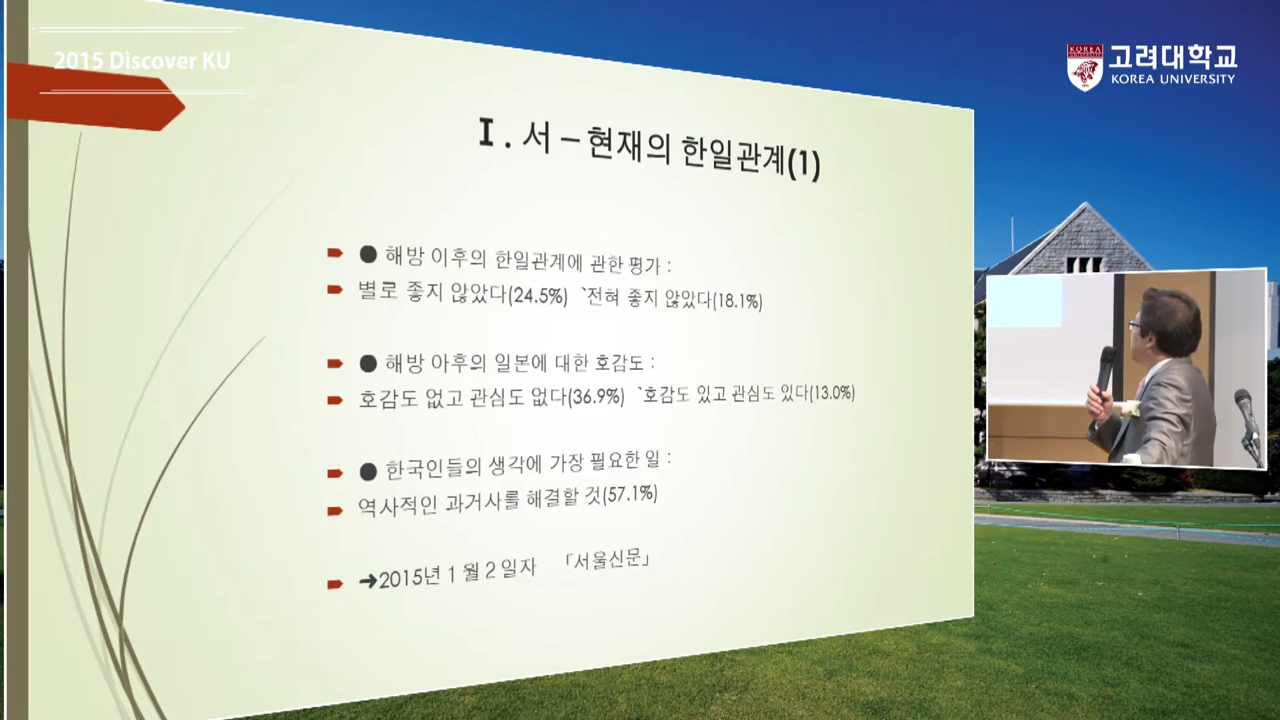 2015 Discover KU
KOREA
고려대학교
KOREA UNIVERSITY
Ⅰ. 서 – 현재의 한일관계(1)
● 해방 이후의 한일관계에 관한 평가 :
별로 좋지 않았다(24.5%) `전혀 좋지 않았다(18.1%)
● 해방 아후의 일본에 대한 호감도 :
호감도 없고 관심도 없다(36.9%) `호감도 있고 관심도 있다(13.0%)
● 한국인들의 생각에 가장 필요한 일 :
역사적인 과거사를 해결할 것(57.1%)
➜2015년 1 월 2 일자 「서울신문」